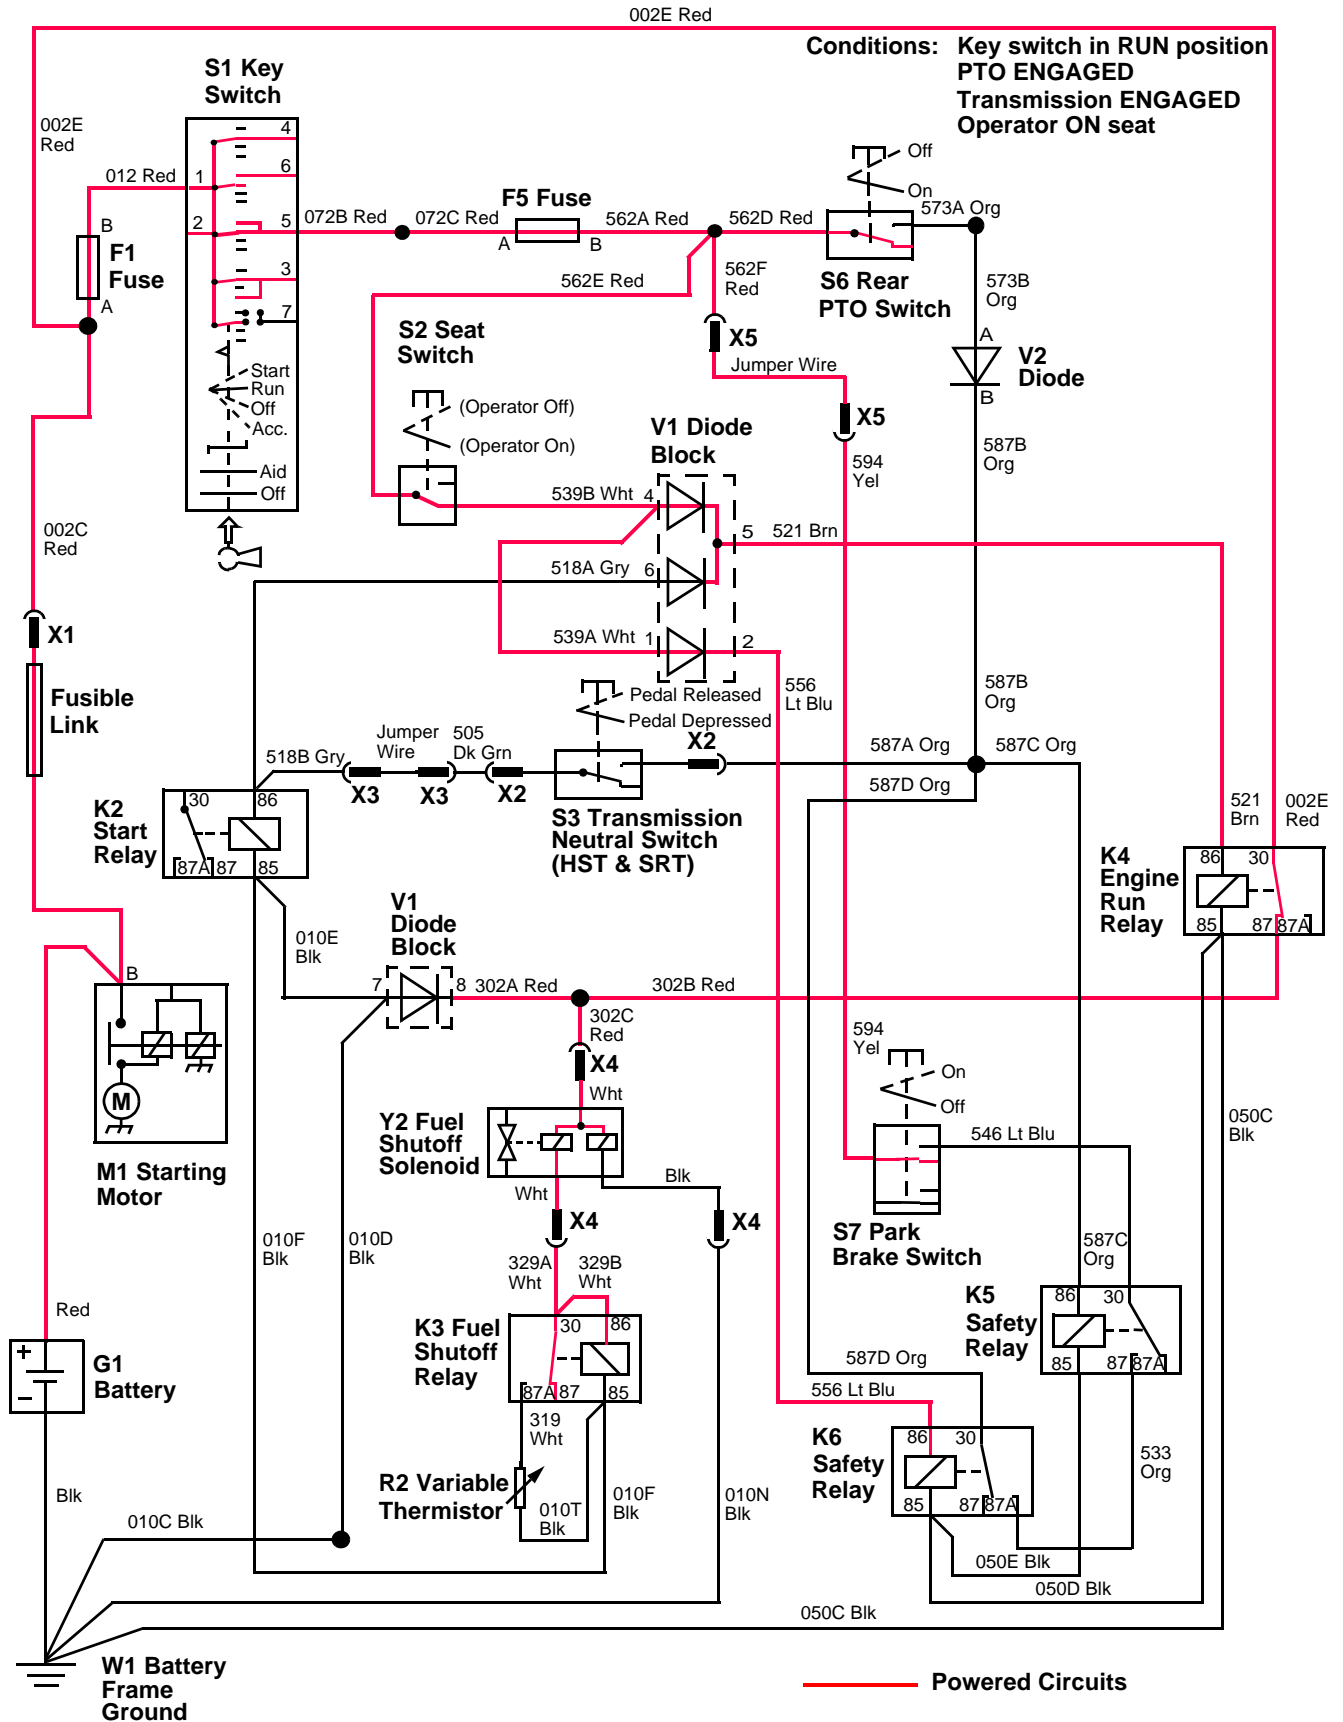 002E Red
Conditions: Key switch in RUN position
PTO ENGAGED
Transmission ENGAGED
Operator ON seat
S1 Key
Switch
002E
Red
012 Red
1
2
4
6
5
3
7
B
F1
Fuse
A
072B Red
072C Red
F5 Fuse
A
B
562A Red
562D Red
562E Red
562F
Red
Off
On
573A Org
S6 Rear
PTO Switch
573B
Org
A
V2
Diode
B
587B
Org
X5
Jumper Wire
X5
594
Yel
Start
Run
Off
Acc.
Aid
Off
S2 Seat
Switch
(Operator Off)
(Operator On)
V1 Diode
Block
539B Wht
4
5
521 Brn
518A Gry
6
539A Wht
1
2
002C
Red
X1
Fusible
Link
556
Lt Blu
587B
Org
Pedal Released
Pedal Depressed
518B Gry
Jumper
Wire
505
Dk Grn
X3
X3
X2
X2
S3 Transmission
Neutral Switch
(HST & SRT)
587A Org
587C Org
587D Org
K2
Start
Relay
30
86
87A
87
85
521
Brn
002E
Red
K4
Engine
Run
Relay
86
30
85
87
87A
010E
Blk
V1
Diode
Block
7
8
302A Red
302B Red
302C
Red
X4
Wht
B
M
M1 Starting
Motor
Y2 Fuel
Shutoff
Solenoid
Wht
Blk
X4
X4
594
Yel
On
Off
546 Lt Blu
S7 Park
Brake Switch
050C
Blk
010F
Blk
010D
Blk
329A
Wht
329B
Wht
587C
Org
Red
G1
Battery
+
−
K3 Fuel
Shutoff
Relay
30
86
87A
87
85
K5
Safety
Relay
86
30
85
87
87A
587D Org
556 Lt Blu
319
Wht
K6
Safety
Relay
86
30
85
87
87A
533
Org
R2 Variable
Thermistor
010T
Blk
010F
Blk
010N
Blk
Blk
010C Blk
050E Blk
050D Blk
050C Blk
W1 Battery
Frame
Ground
Powered Circuits